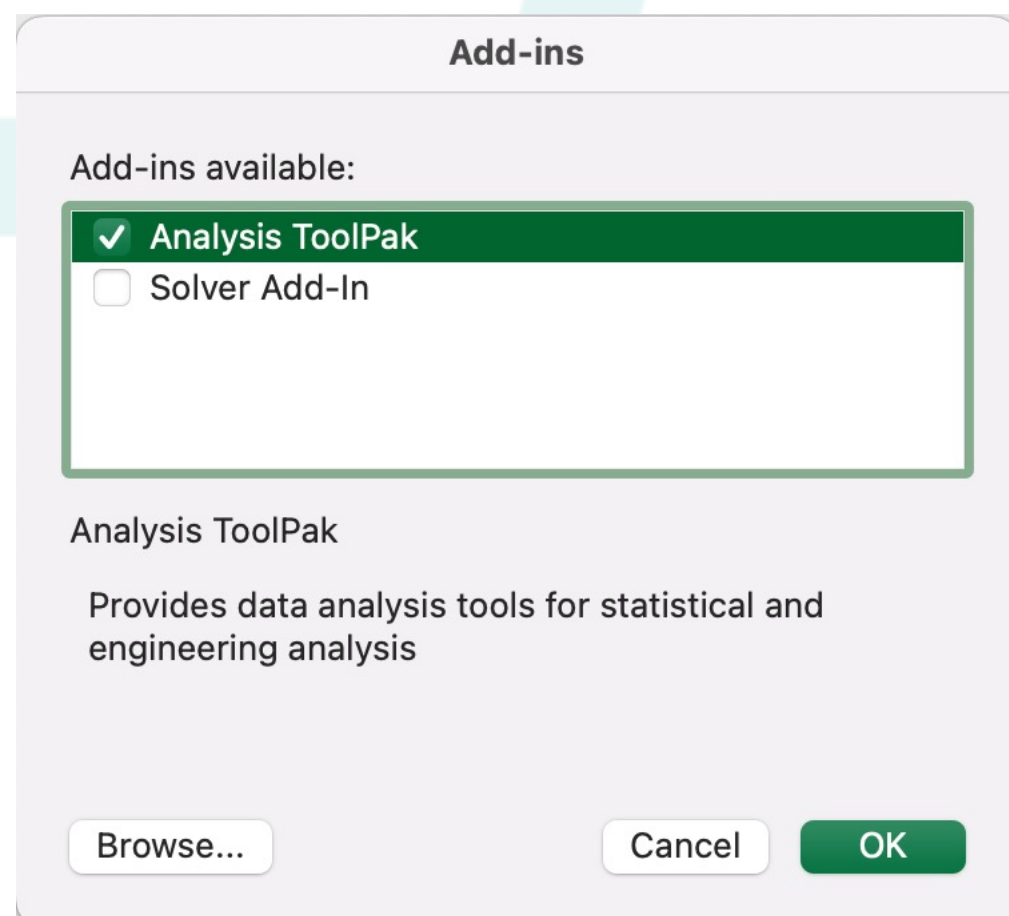 Add-ins
Add-ins available:
Analysis ToolPak
Solver Add-In
Analysis ToolPak
Provides data analysis tools for statistical and
engineering analysis
Browse...
Cancel
OK